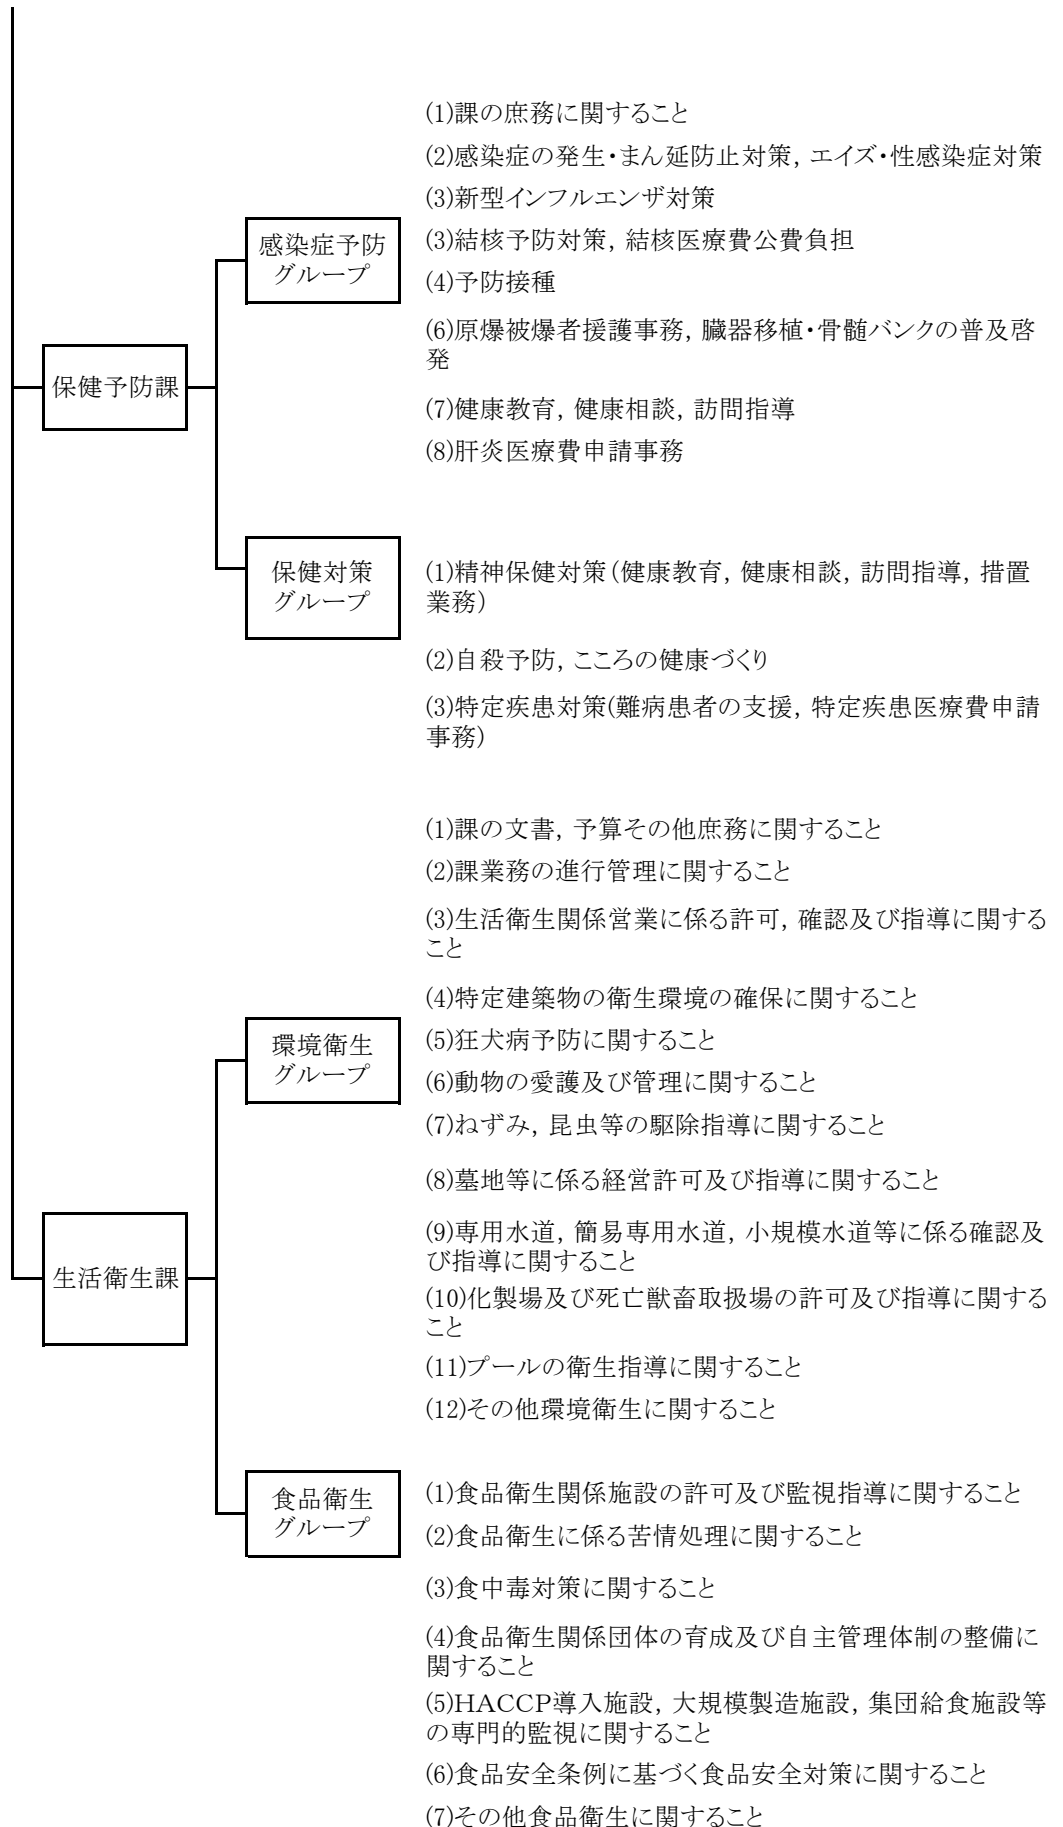 保健予防課
感染症予防
グループ
(1)課の庶務に関すること
(2)感染症の発生・まん延防止対策, エイズ・性感染症対策
(3)新型インフルエンザ対策
(3)結核予防対策, 結核医療費公費負担
(4)予防接種
(6)原爆被爆者援護事務, 臓器移植・骨髄バンクの普及啓
発
(7)健康教育, 健康相談, 訪問指導
(8)肝炎医療費申請事務
保健対策
グループ
(1)精神保健対策(健康教育, 健康相談, 訪問指導, 措置
業務)
(2)自殺予防, こころの健康づくり
(3)特定疾患対策(難病患者の支援, 特定疾患医療費申請
事務)
生活衛生課
環境衛生
グループ
(1)課の文書, 予算その他庶務に関すること
(2)課業務の進行管理に関すること
(3)生活衛生関係営業に係る許可, 確認及び指導に関する
こと
(4)特定建築物の衛生環境の確保に関すること
(5)狂犬病予防に関すること
(6)動物の愛護及び管理に関すること
(7)ねずみ, 昆虫等の駆除指導に関すること
(8)墓地等に係る経営許可及び指導に関すること
(9)専用水道, 簡易専用水道, 小規模水道等に係る確認及
び指導に関すること
(10)化製場及び死亡獣畜取扱場の許可及び指導に関する
こと
(11)プールの衛生指導に関すること
(12)その他環境衛生に関すること
食品衛生
グループ
(1)食品衛生関係施設の許可及び監視指導に関すること
(2)食品衛生に係る苦情処理に関すること
(3)食中毒対策に関すること
(4)食品衛生関係団体の育成及び自主管理体制の整備に
関すること
(5)HACCP導入施設, 大規模製造施設, 集団給食施設等
の専門的監視に関すること
(6)食品安全条例に基づく食品安全対策に関すること
(7)その他食品衛生に関すること